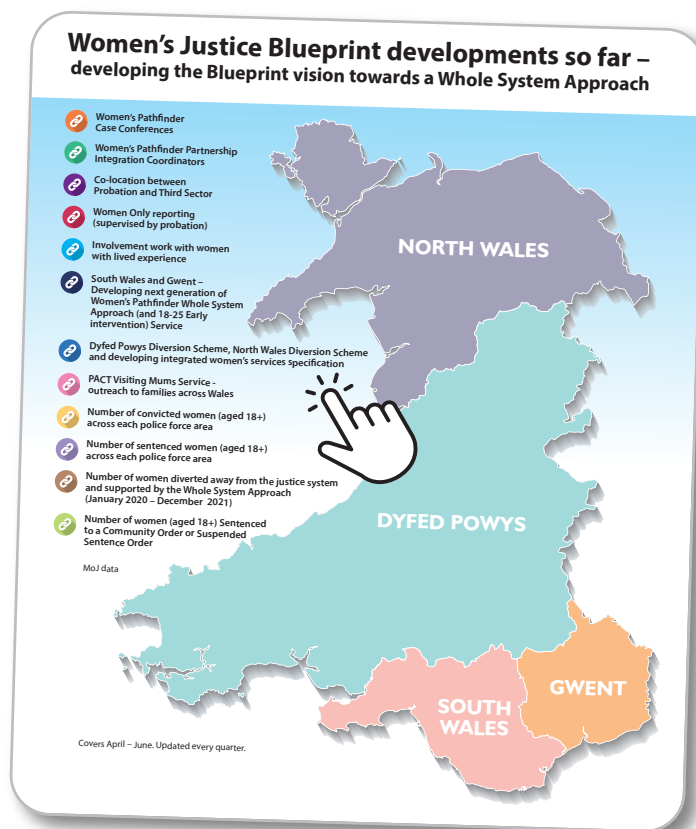 Women's Justice Blueprint developments so far –
developing the Blueprint vision towards a Whole System Approach
Women's Pathfinder
Case Conferences
Women's Pathfinder Partnership
Integration Coordinators
Co-location between
Probation and Third Sector
Women Only reporting
(supervised by probation)
Involvement work with women
with lived experience
South Wales and Gwent –
Developing next generation of
Women's Pathfinder Whole System
Approach (and 18-25 Early
intervention) Service
Dyfed Powys Diversion Scheme, North Wales Diversion Scheme
and developing integrated women's services specification
PACT Visiting Mums Service -
outreach to families across Wales
Number of convicted women (aged 18+)
across each police force area
Number of sentenced women (aged 18+)
across each police force area
Number of women diverted away from the justice system
and supported by the Whole System Approach
(January 2020 – December 2021)
Number of women (aged 18+) Sentenced
to a Community Order or Suspended
Sentence Order
MoJ data
NORTH WALES
DYFED POWYS
GWENT
SOUTH
WALES
Covers April – June. Updated every quarter.